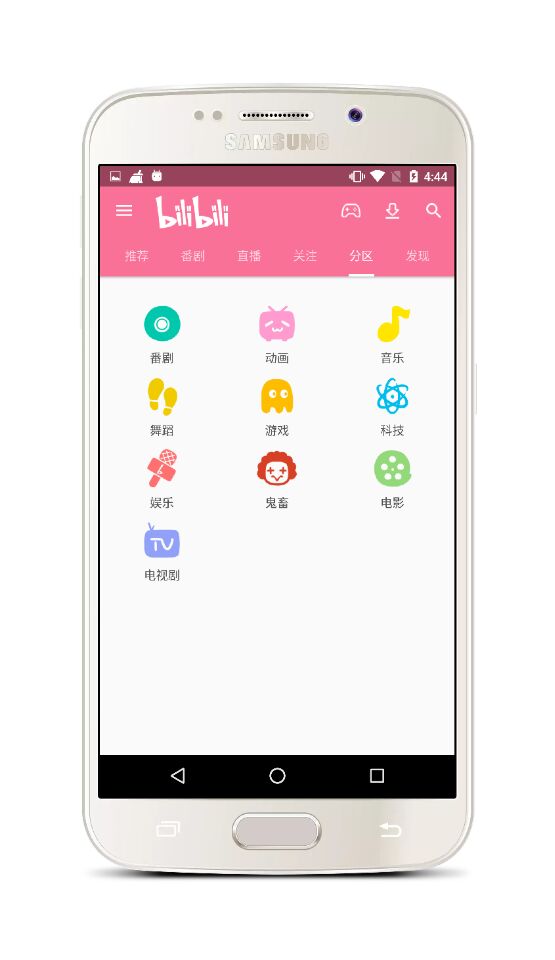 SAMSUNG
4:44
bilibili
推荐 番剧 直播 关注 分区 发现
番剧 动画 音乐
舞蹈 游戏 科技
娱乐 鬼畜 电影
TV
电视剧